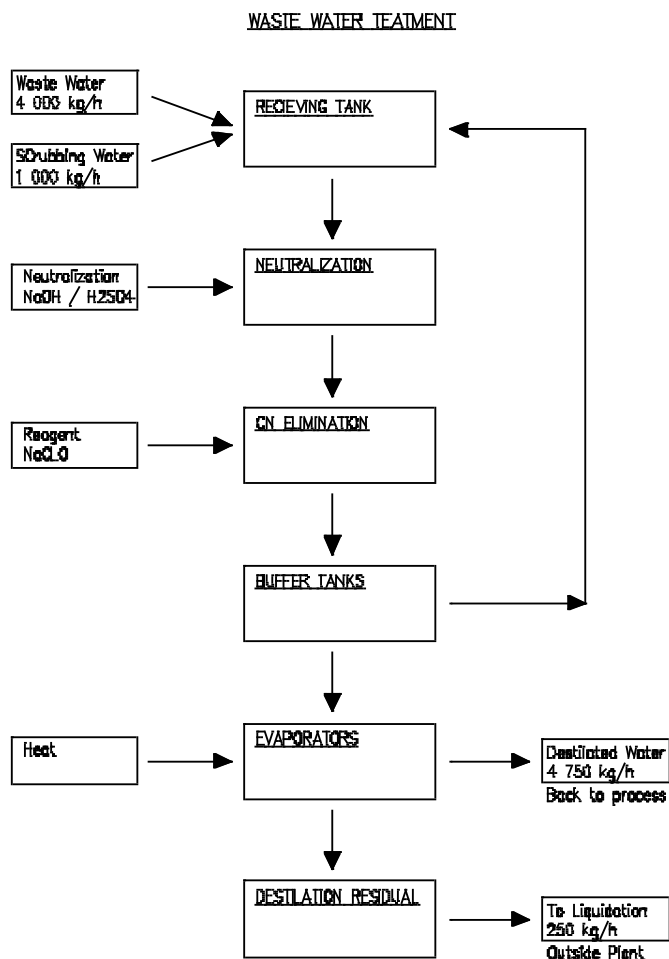 WASTE WATER TEATMENT
Waste Water
4 000 kg/h
RECIEVING TANK
SCrubbing Water
1 000 kg/h
Neutralization
NaOH / H2SO4
NEUTRALIZATION
Reagent
NaCLO
CN ELIMINATION
BUFFER TANKS
Heat
EVAPORATORS
Destilated Water
4 750 kg/h
Back to process
DESTILATION RESIDUAL
To Liquidation
250 kg/h
Outside Plant